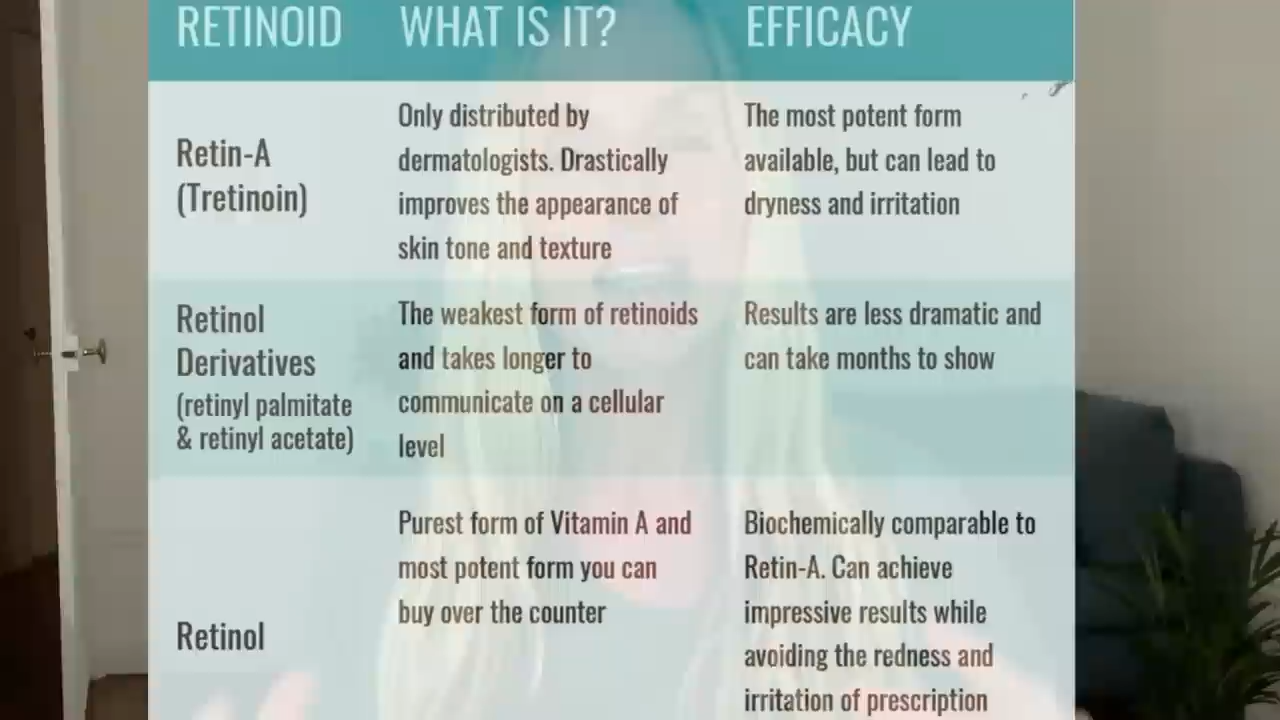 RETINOID WHAT IS IT? EFFICACY
Retin-A
(Tretinoin)
Only distributed by
dermatologists. Drastically
improves the appearance of
skin tone and texture
The most potent form
available, but can lead to
dryness and irritation
Retinol
Derivatives
(retinyl palmitate
& retinyl acetate)
The weakest form of retinoids
and takes longer to
communicate on a cellular
level
Results are less dramatic and
can take months to show
Retinol
Purest form of Vitamin A and
most potent form you can
buy over the counter
Biochemically comparable to
Retin-A. Can achieve
impressive results while
avoiding the redness and
irritation of prescription